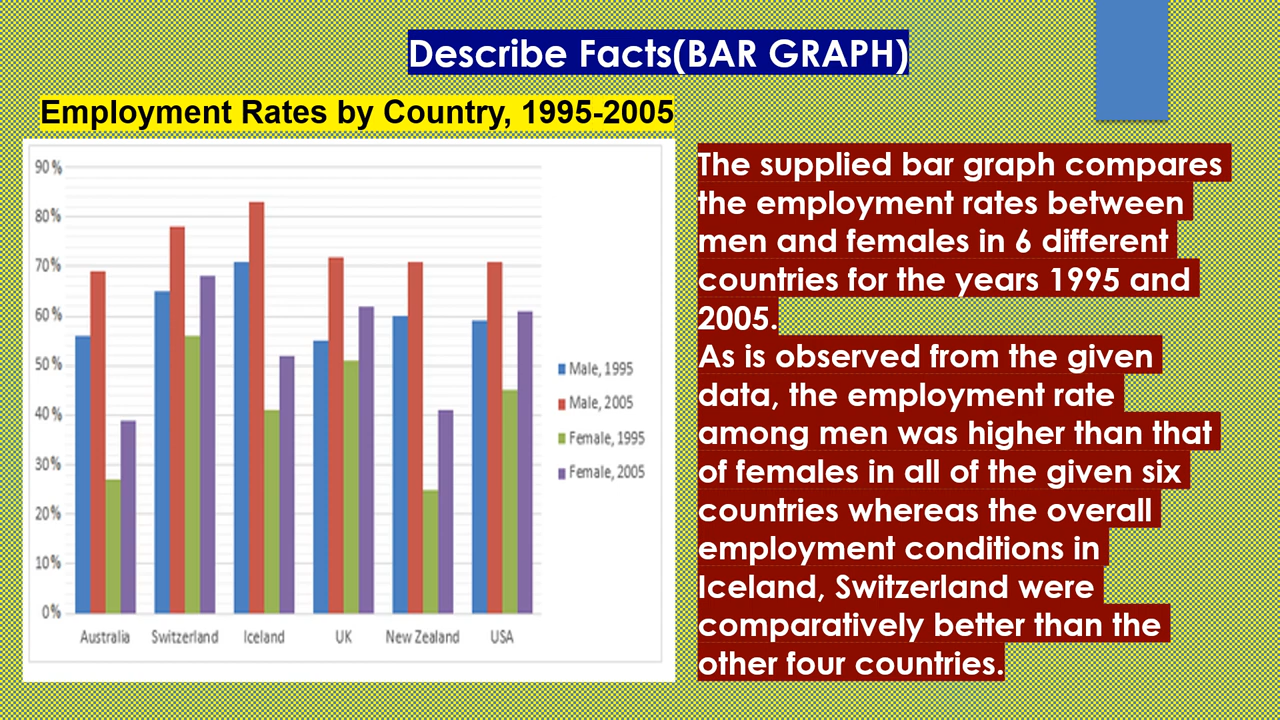 Describe Facts(BAR GRAPH)
Employment Rates by Country, 1995-2005
90%
80%
70%
60%
50%
40%
30%
20%
10%
0%
Australia
Switzerland
Iceland
UK
New Zealand
USA
Male, 1995
Male, 2005
Female, 1995
Female, 2005
The supplied bar graph compares
the employment rates between
men and females in 6 different
countries for the years 1995 and
2005.
As is observed from the given
data, the employment rate
among men was higher than that
of females in all of the given six
countries whereas the overall
employment conditions in
Iceland, Switzerland were
comparatively better than the
other four countries.